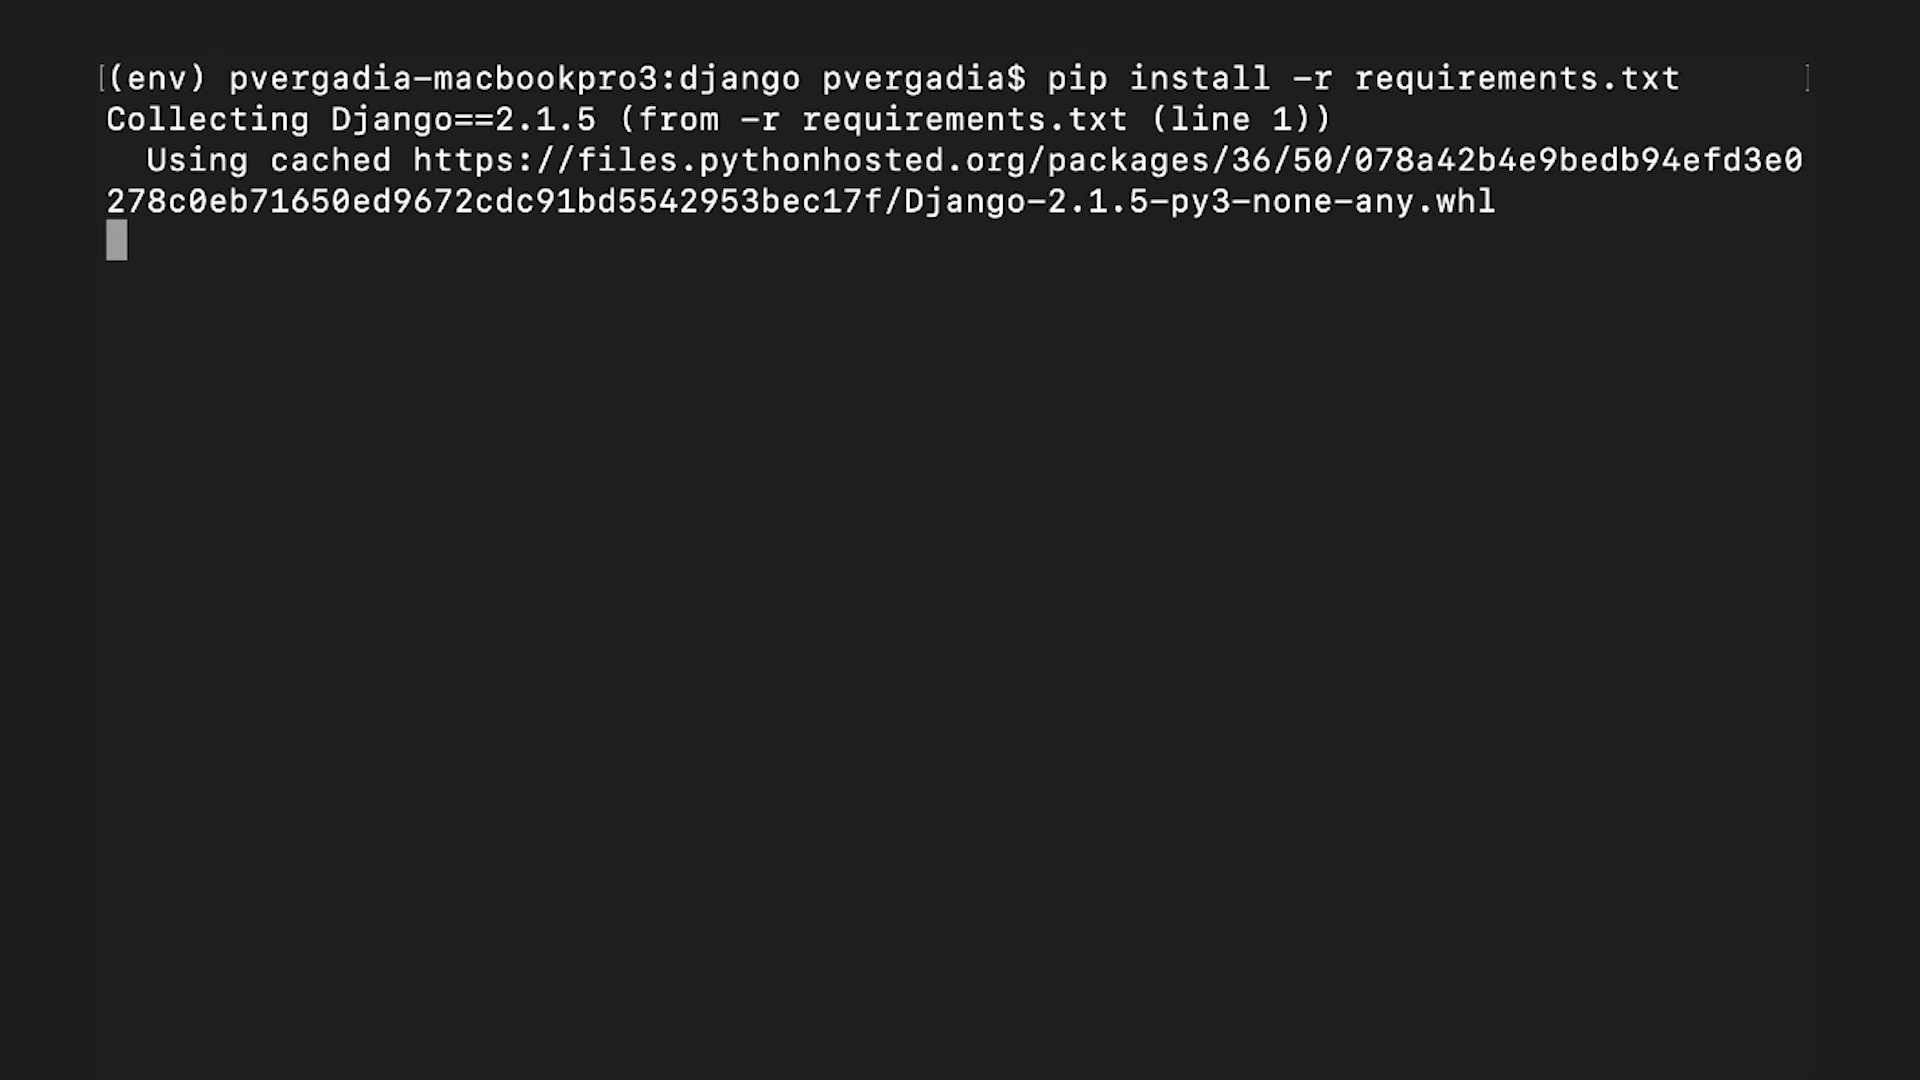 [(env) pvergadia-macbookpro3:django pvergadia$ pip install -r requirements.txt ]
Collecting Django==2.1.5 (from -r requirements.txt (line 1))
  Using cached https://files.pythonhosted.org/packages/36/50/078a42b4e9bedb94efd3e0
278c0eb71650ed9672cdc91bd5542953bec17f/Django-2.1.5-py3-none-any.whl